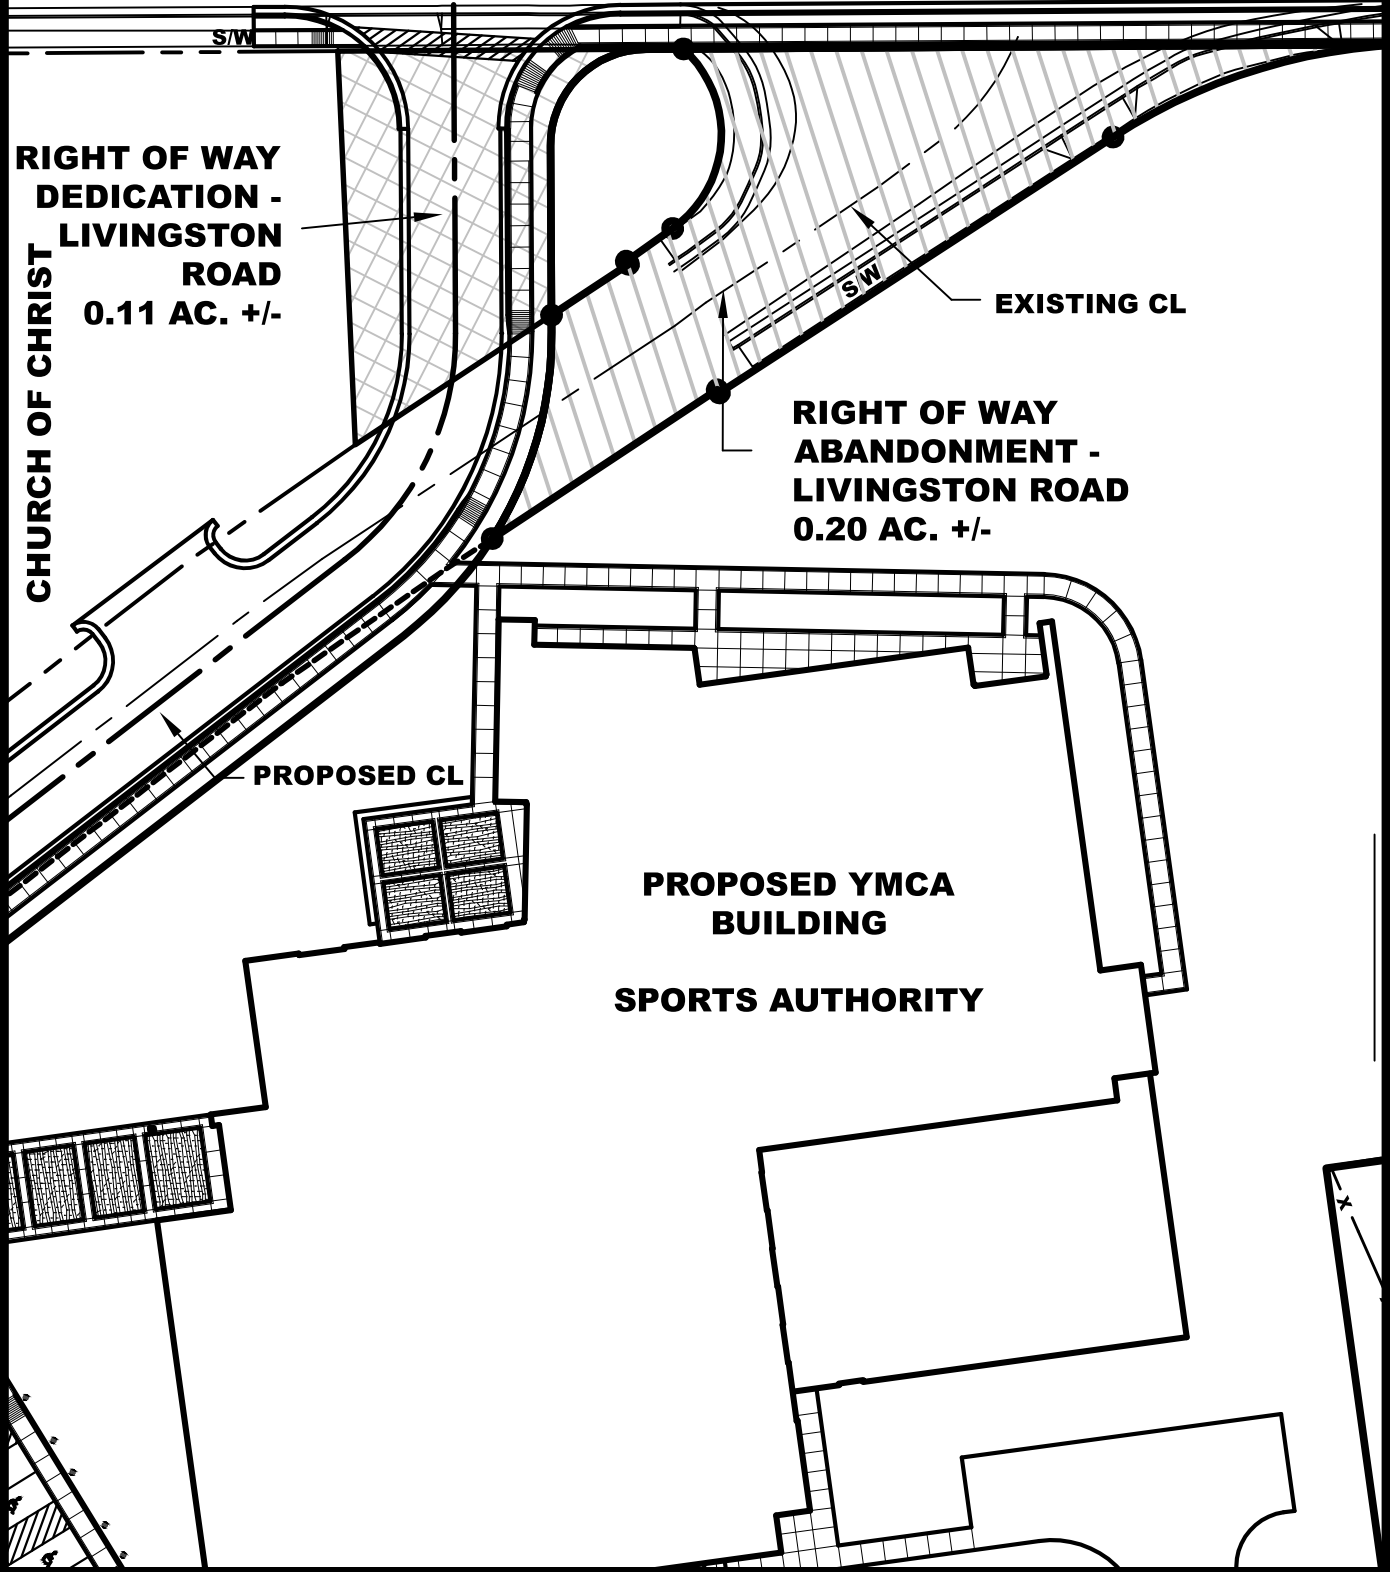 S/W
RIGHT OF WAY
DEDICATION -
LIVINGSTON
ROAD
0.11 AC. +/-
CHURCH OF CHRIST
S W
EXISTING CL
RIGHT OF WAY
ABANDONMENT -
LIVINGSTON ROAD
0.20 AC. +/-
PROPOSED CL
PROPOSED YMCA
BUILDING
SPORTS AUTHORITY
X